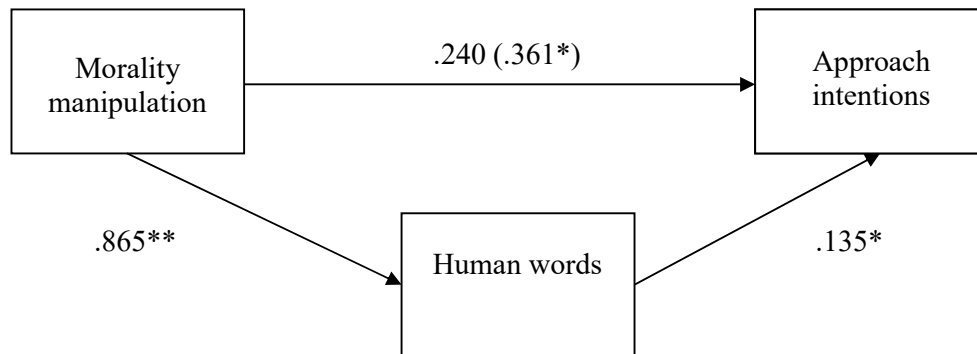 Morality
manipulation
.240 (.361*)
Approach
intentions
.865**
Human words
.135*